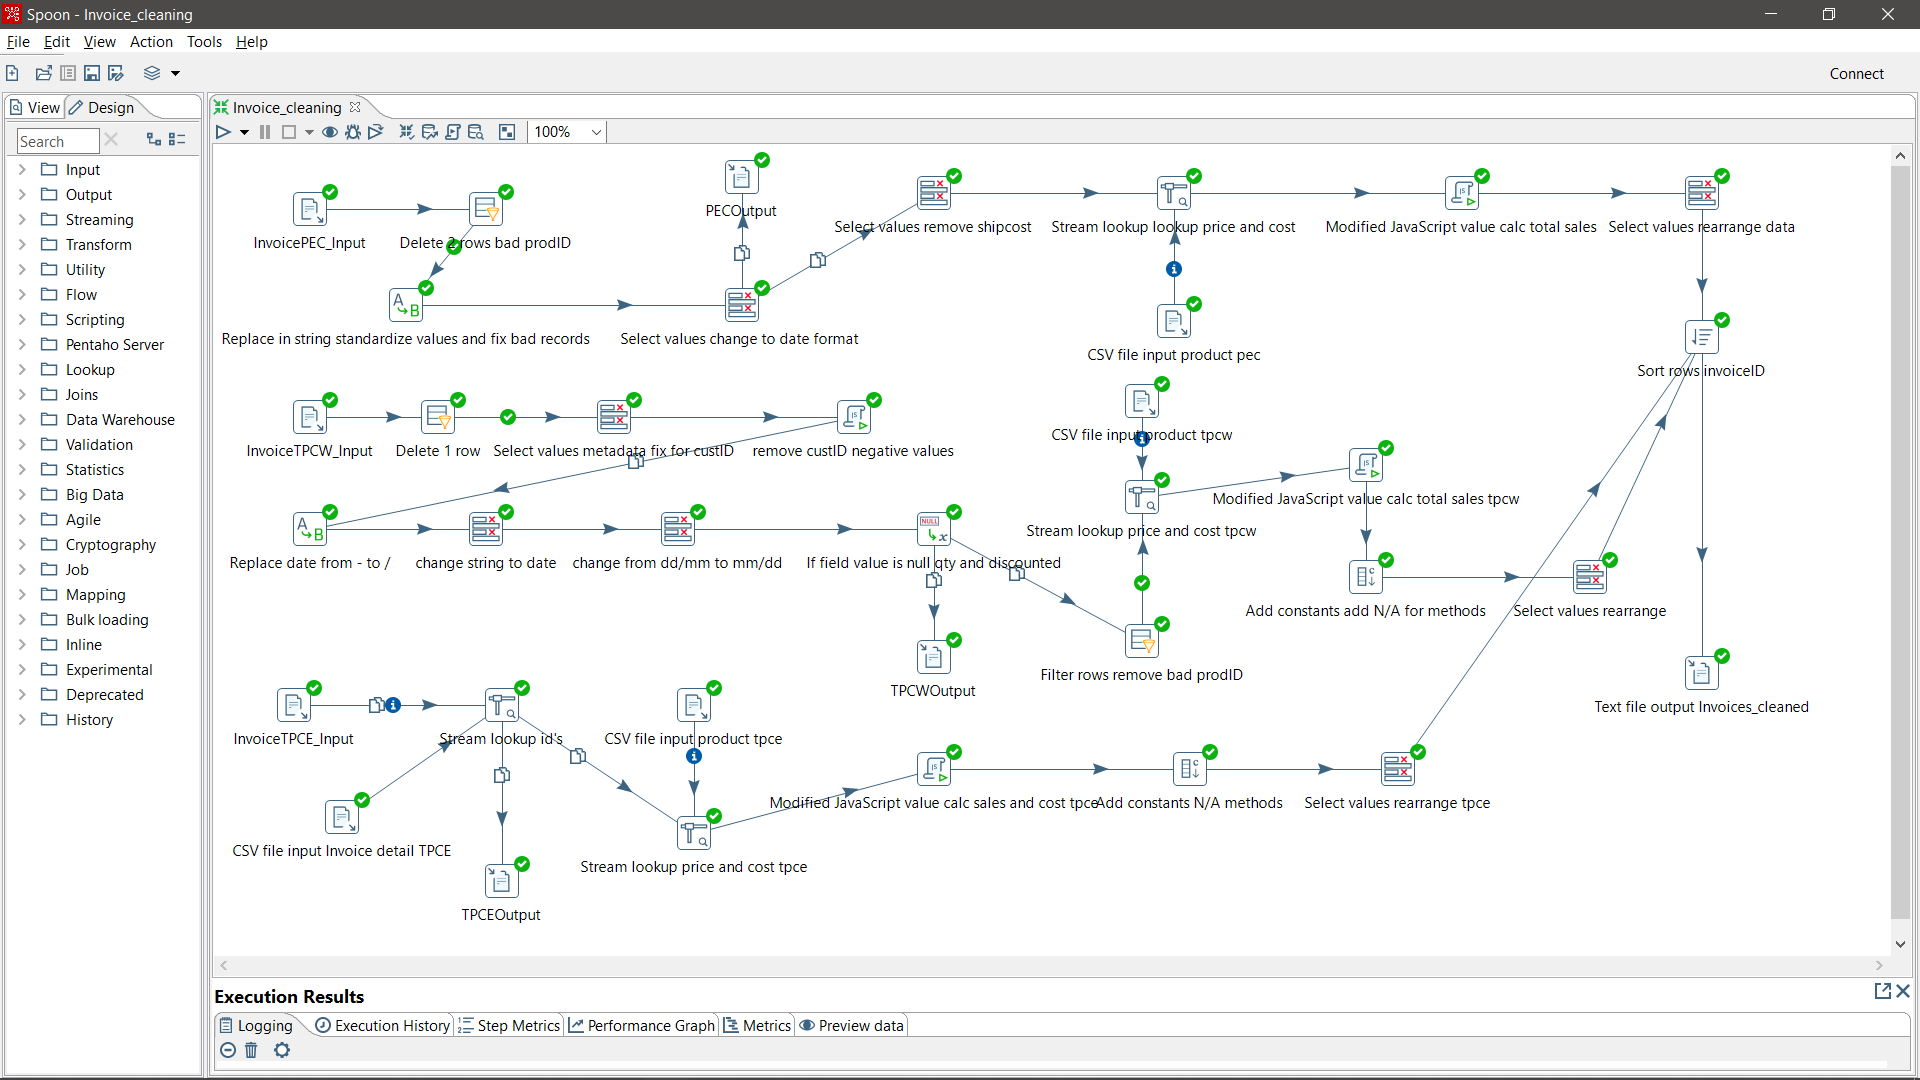 Spoon - Invoice_cleaning
File Edit View Action Tools Help
Connect
View Design
Search
Input
Output
Streaming
Transform
Utility
Flow
Scripting
Pentaho Server
Lookup
Joins
Data Warehouse
Validation
Statistics
Big Data
Agile
Cryptography
Job
Mapping
Bulk loading
Inline
Experimental
Deprecated
History
Invoice_cleaning
100%
PECOutput
InvoicePEC_Input
Delete 2 rows bad prodID
Select values remove shipcost
Stream lookup lookup price and cost
Modified JavaScript value calc total sales
Select values rearrange data
Replace in string standardize values and fix bad records
Select values change to date format
CSV file input product pec
Sort rows invoiceID
CSV file input product tpcw
InvoiceTPCW_Input
Delete 1 row
Select values metadata fix for custID
remove custID negative values
Modified JavaScript value calc total sales tpcw
Stream lookup price and cost tpcw
Replace date from - to /
change string to date
change from dd/mm to mm/dd
NULL
If field value is null qty and discounted
Add constants add N/A for methods
Select values rearrange
Filter rows remove bad prodID
TPCWOutput
Text file output Invoices_cleaned
InvoiceTPCE_Input
Stream lookup id's
CSV file input product tpce
Modified JavaScript value calc sales and cost tpce
Add constants N/A methods
Select values rearrange tpce
CSV file input Invoice detail TPCE
Stream lookup price and cost tpce
TPCEOutput
Execution Results
Logging Execution History Step Metrics Performance Graph Metrics Preview data